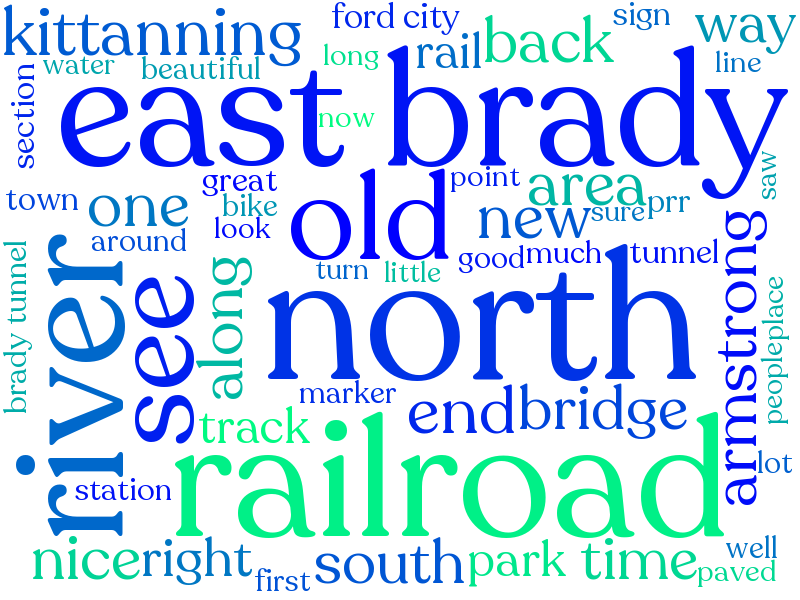 kittanning
ford city
sign
way
water
beautiful
long
rail
back
line
section
east brady
now
great
point
saw
town
one
bike
old
area
new
sure
prr
around
look
good
much
tunnel
turn
little
brady tunnel
river
see
along
north
armstrong
people
place
marker
end
bridge
track
railroad
station
lot
nice
right
first
south
park
time
well
paved